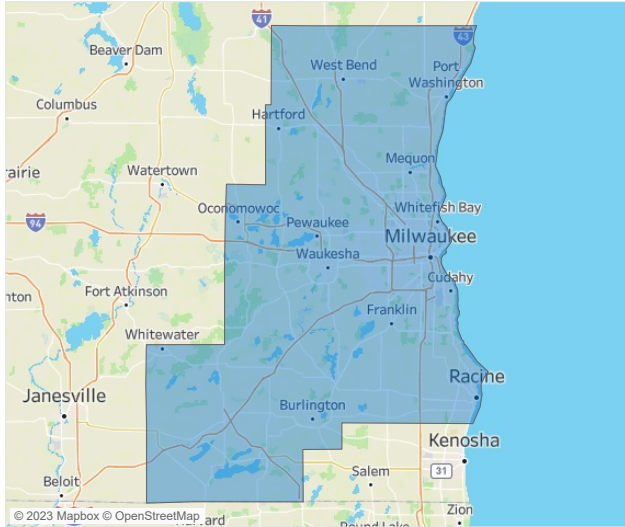 41
43
Beaver Dam
West Bend
Port
Washington
Columbus
Hartford
rairie
Watertown
Mequon
Oconomowoc
Whitefish Bay
94
Pewaukee
Milwaukee
Waukesha
Cudahy
nton
Fort Atkinson
Franklin
Whitewater
Racine
Janesville
Burlington
Kenosha
Salem
31
Beloit
Zion
© 2023 Mapbox © OpenStreetMap